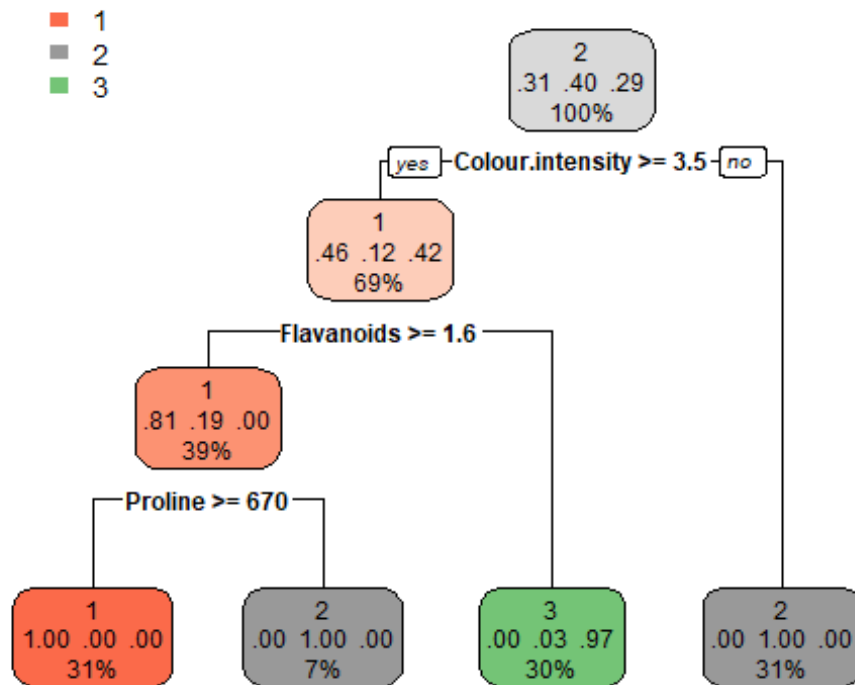 1
2
3
2
.31 .40 .29
100%
yes Colour.intensity >= 3.5 no
1
.46 .12 .42
69%
Flavanoids >= 1.6
1
.81 .19 .00
39%
Proline >= 670
1
1.00 .00 .00
31%
2
.00 1.00 .00
7%
3
.00 .03 .97
30%
2
.00 1.00 .00
31%